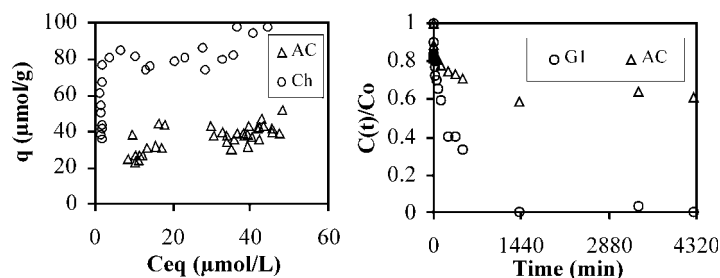 q (µmol/g)
100
80
60
40
20
0
AC
Ch
0 20 40 60
Ceq (µmol/L)
C(t)/Co
1
0.8
0.6
0.4
0.2
0
GI AC
0 1440 2880 4320
Time (min)